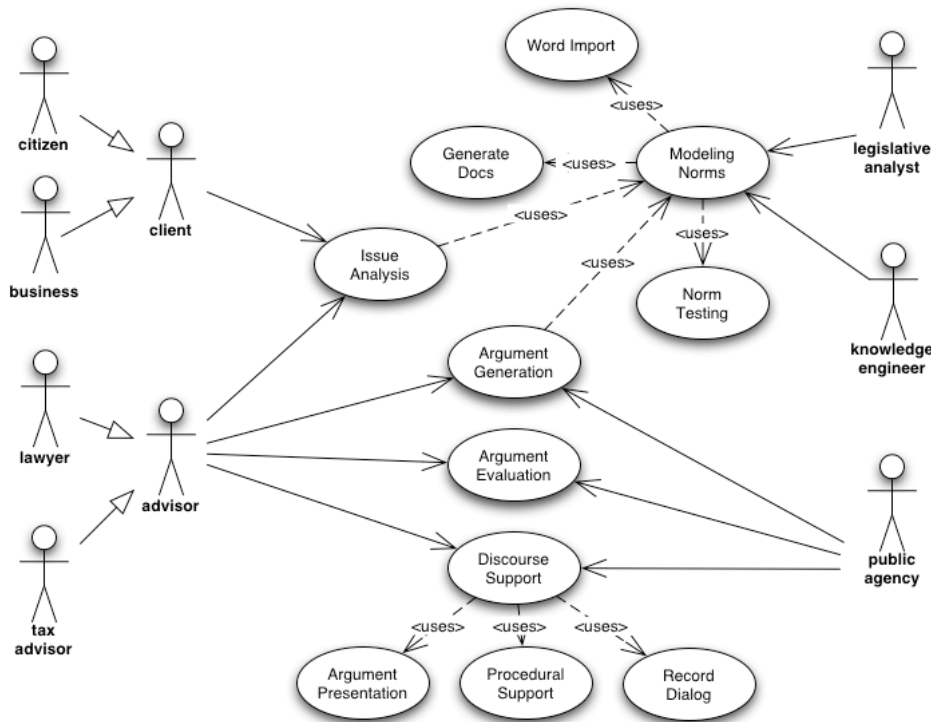 Word Import
<uses>
citizen
Generate
Docs
<uses>
Modeling
Norms
legislative
analyst
client
<uses>
<uses>
business
Issue
Analysis
<uses>
Norm
Testing
Argument
Generation
knowledge
engineer
lawyer
Argument
Evaluation
advisor
Discourse
Support
public
agency
tax
advisor
<uses>
<uses>
<uses>
Argument
Presentation
Procedural
Support
Record
Dialog